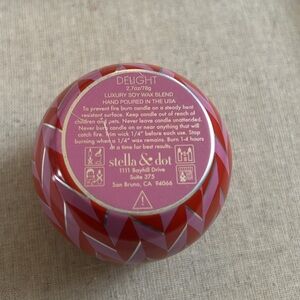 DELIGHT
2.7oz/78g
LUXURY SOY WAX BLEND
HAND POURED IN THE USA
To prevent fire burn candle on a steady heat
resistant surface. Keep candle out of reach of
children and pets. Never leave candle unattended.
Never burn candle on or near anything that will
catch fire. Trim wick 1/4" before each use. Stop
burning when a 1/4" wax remains. Burn 1-4 hours
at a time for best results.
stella & dot
1111 Bayhill Drive
Suite 375
San Bruno, CA 94066